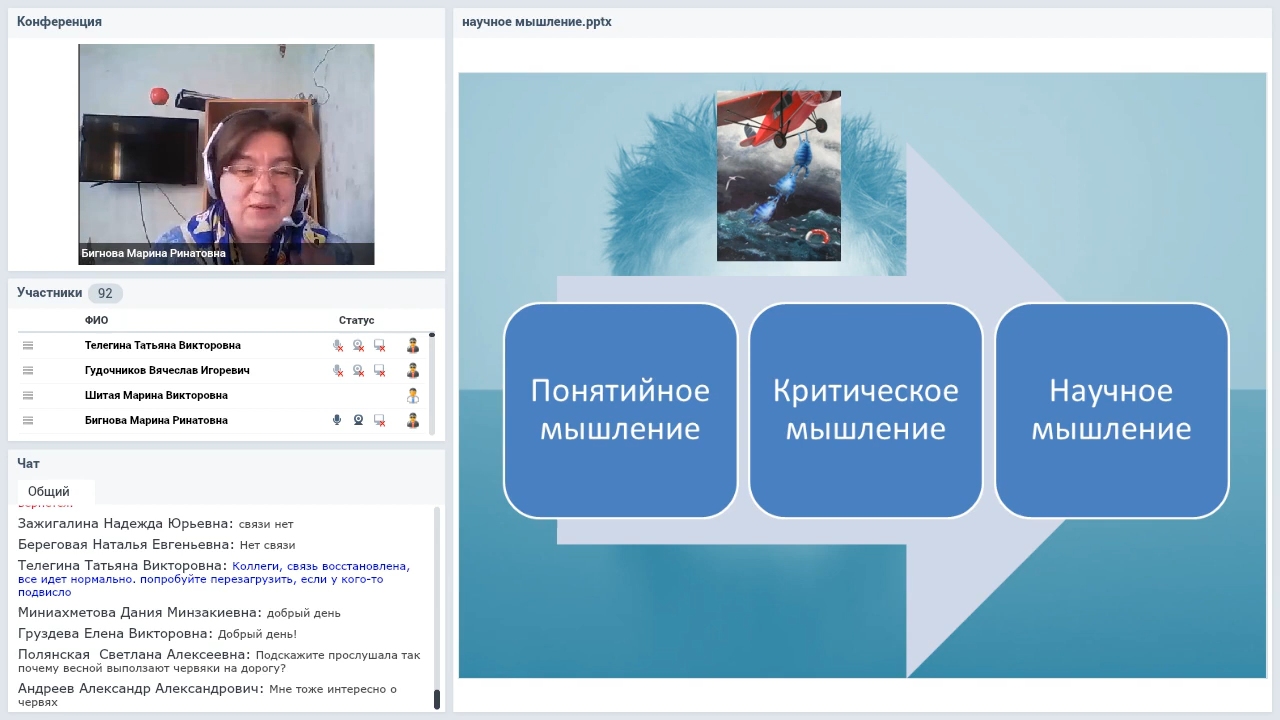 Конференция
Бигнова Марина Ринатовна
Участники 92
ФИО Статус
Телегина Татьяна Викторовна
Гудочников Вячеслав Игоревич
Шитая Марина Викторовна
Бигнова Марина Ринатовна
Чат
Общий
Зажигалина Надежда Юрьевна: связи нет
Береговая Наталья Евгеньевна: Нет связи
Телегина Татьяна Викторовна: Коллеги, связь восстановлена,
все идет нормально. попробуйте перезагрузить, если у кого-то
подвисло
Миниахметова Дания Минзакиевна: добрый день
Груздева Елена Викторовна: Добрый день!
Полянская Светлана Алексеевна: Подскажите прослушала так
почему весной выползают червяки на дорогу?
Андреев Александр Александрович: Мне тоже интересно о
червях
научное мышление.pptx
Понятийное
мышление
Критическое
мышление
Научное
мышление